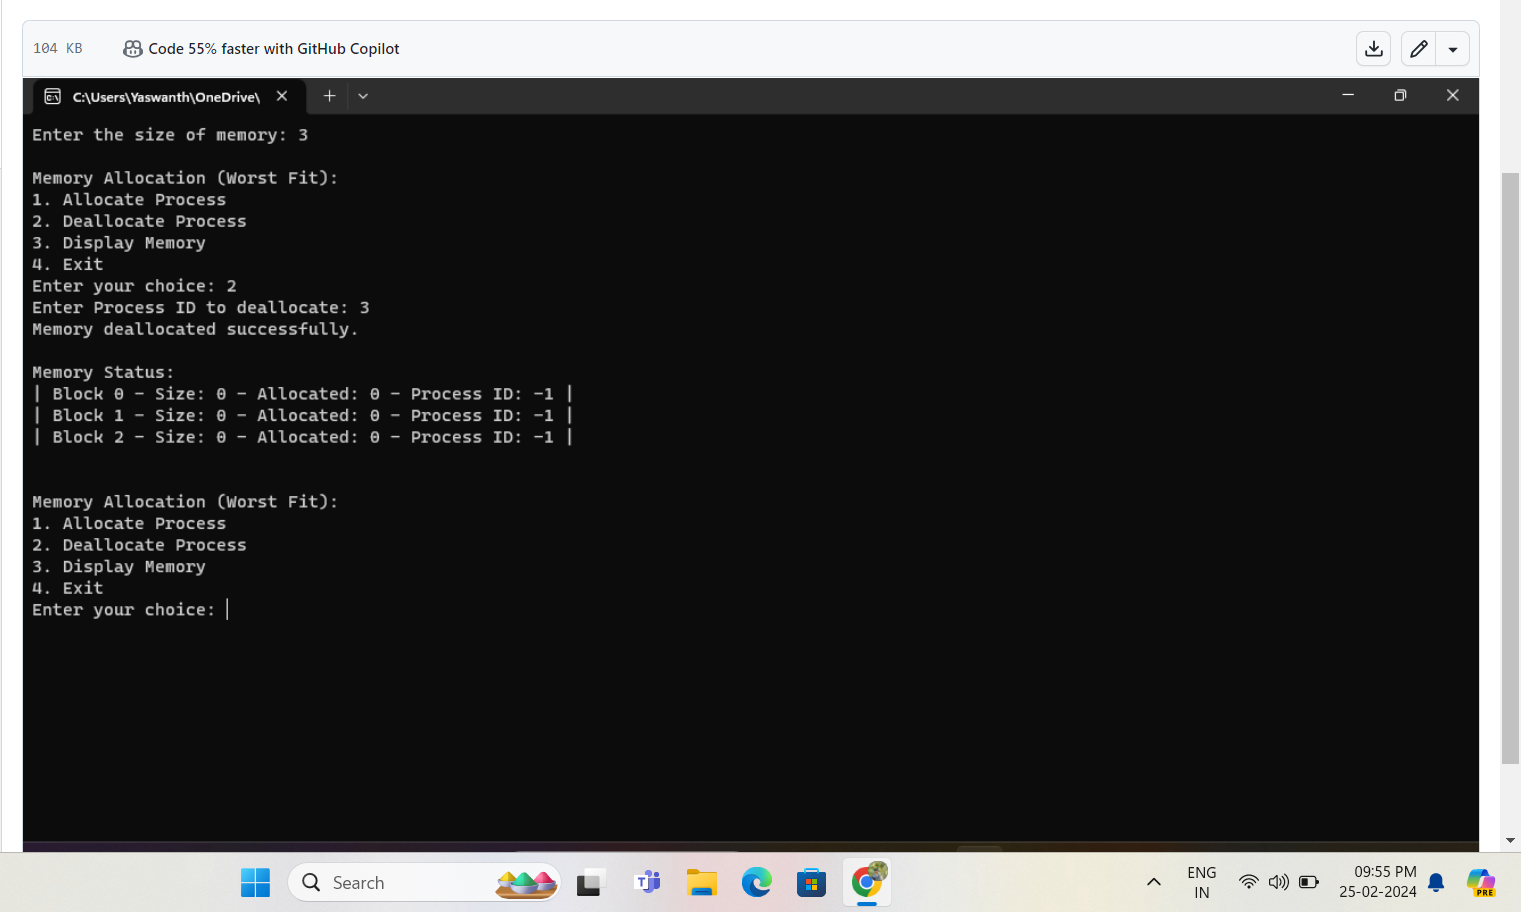 104 KB
Code 55% faster with GitHub Copilot
C:\Users\Yaswanth\OneDrive\
Enter the size of memory: 3
Memory Allocation (Worst Fit):
1. Allocate Process
2. Deallocate Process
3. Display Memory
4. Exit
Enter your choice: 2
Enter Process ID to deallocate: 3
Memory deallocated successfully.
Memory Status:
| Block 0 - Size: 0 - Allocated: 0 - Process ID: -1 |
| Block 1 - Size: 0 - Allocated: 0 - Process ID: -1 |
| Block 2 - Size: 0 - Allocated: 0 - Process ID: -1 |
Memory Allocation (Worst Fit):
1. Allocate Process
2. Deallocate Process
3. Display Memory
4. Exit
Enter your choice:
Search
ENG
IN
09:55 PM
25-02-2024
PRE